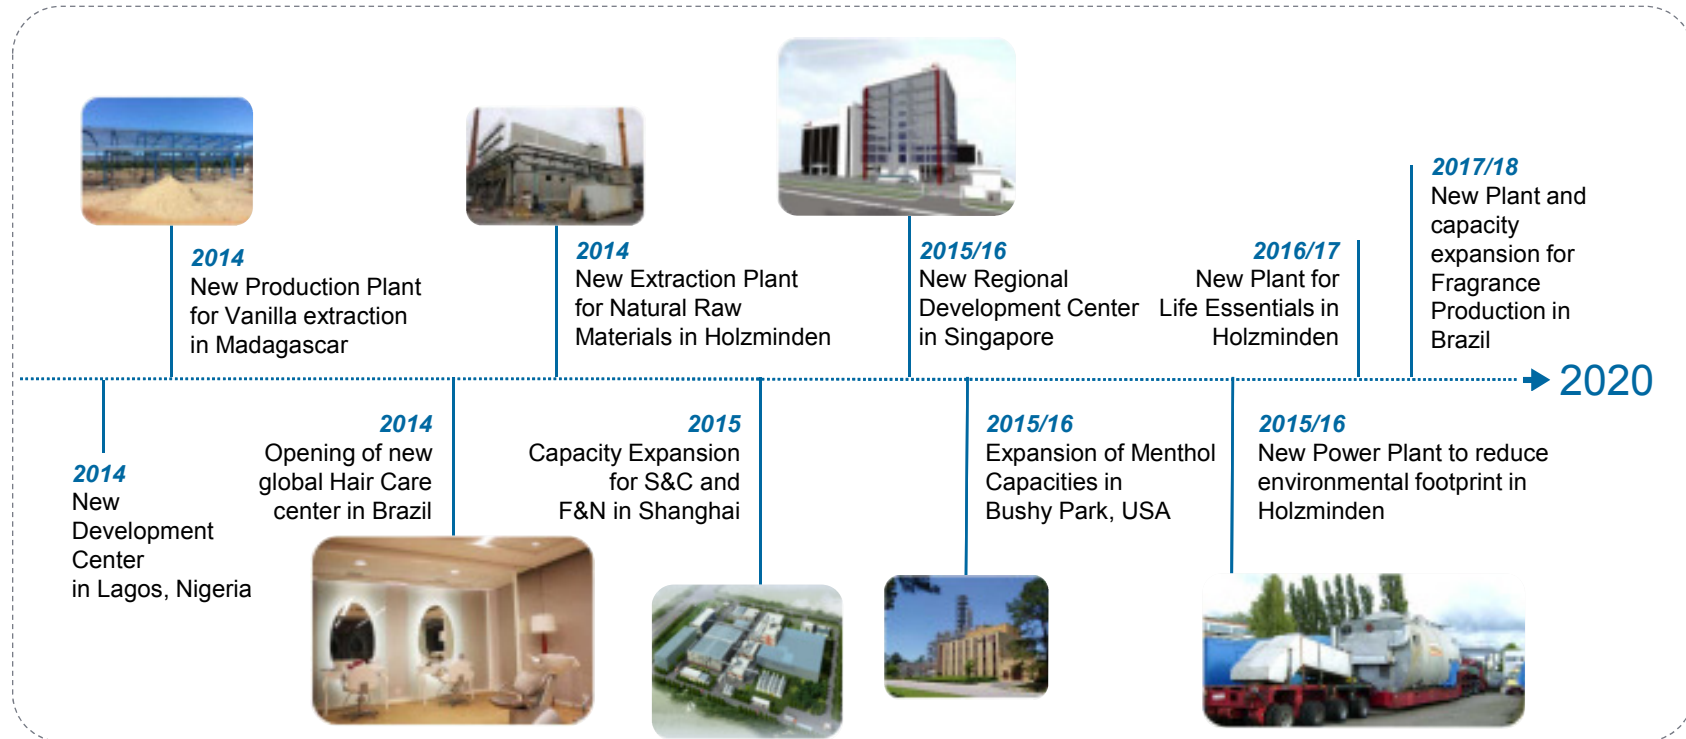 2014
New Production Plant
for Vanilla extraction
in Madagascar
2014
New Extraction Plant
for Natural Raw
Materials in Holzminden
2015/16
New Regional
Development Center
in Singapore
2016/17
New Plant for
Life Essentials in
Holzminden
2017/18
New Plant and
capacity
expansion for
Fragrance
Production in
Brazil
2020
2014
New
Development
Center
in Lagos, Nigeria
2014
Opening of new
global Hair Care
center in Brazil
2015
Capacity Expansion
for S&C and
F&N in Shanghai
2015/16
Expansion of Menthol
Capacities in
Bushy Park, USA
2015/16
New Power Plant to reduce
environmental footprint in
Holzminden